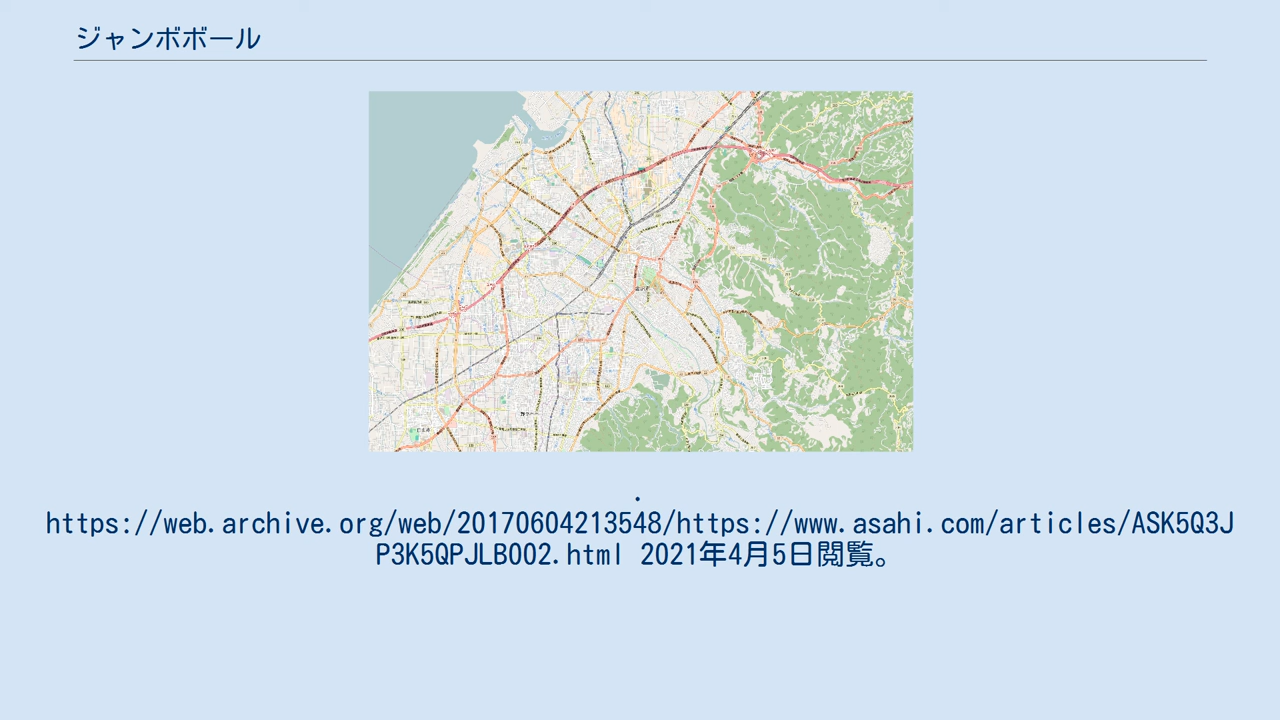 ジャンボボール
.
https://web.archive.org/web/20170604213548/https://www.asahi.com/articles/ASK5Q3J
P3K5QPJLB002.html 2021年4月5日閲覧。